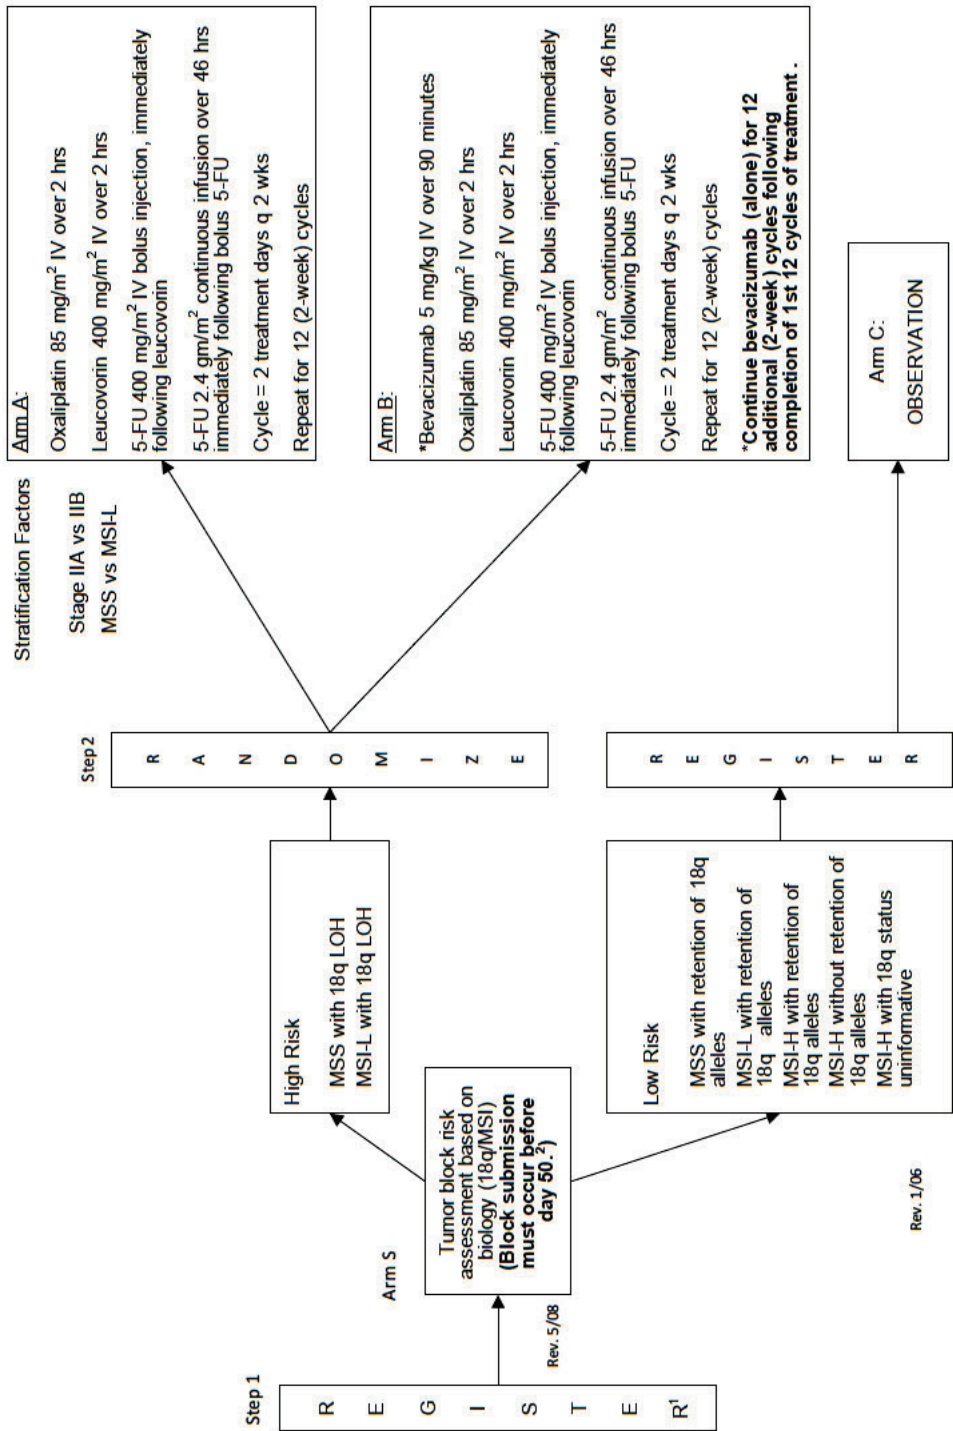 Step 1
R
E
G
I
S
T
E
R¹
Rev. 5/08
Arm S
Tumor block risk
assessment based on
biology (18q/MSI)
(Block submission
must occur before
day 50.²)
High Risk
MSS with 18q LOH
MSI-L with 18q LOH
Low Risk
MSS with retention of 18q
alleles
MSI-L with retention of
18q alleles
MSI-H with retention of
18q alleles
MSI-H without retention of
18q alleles
MSI-H with 18q status
uninformative
Rev. 1/06
Step 2
R
A
N
D
O
M
I
Z
E
R
E
G
I
S
T
E
R
Stratification Factors
Stage IIA vs IIB
MSS vs MSI-L
Arm A:
Oxaliplatin 85 mg/m² IV over 2 hrs
Leucovorin 400 mg/m² IV over 2 hrs
5-FU 400 mg/m² IV bolus injection, immediately
following leucovorin
5-FU 2.4 gm/m² continuous infusion over 46 hrs
immediately following bolus 5-FU
Cycle = 2 treatment days q 2 wks
Repeat for 12 (2-week) cycles
Arm B:
*Bevacizumab 5 mg/kg IV over 90 minutes
Oxaliplatin 85 mg/m² IV over 2 hrs
Leucovorin 400 mg/m² IV over 2 hrs
5-FU 400 mg/m² IV bolus injection, immediately
following leucovorin
5-FU 2.4 gm/m² continuous infusion over 46 hrs
immediately following bolus 5-FU
Cycle = 2 treatment days q 2 wks
Repeat for 12 (2-week) cycles
*Continue bevacizumab (alone) for 12
additional (2-week) cycles following
completion of 1st 12 cycles of treatment .
Arm C:
OBSERVATION